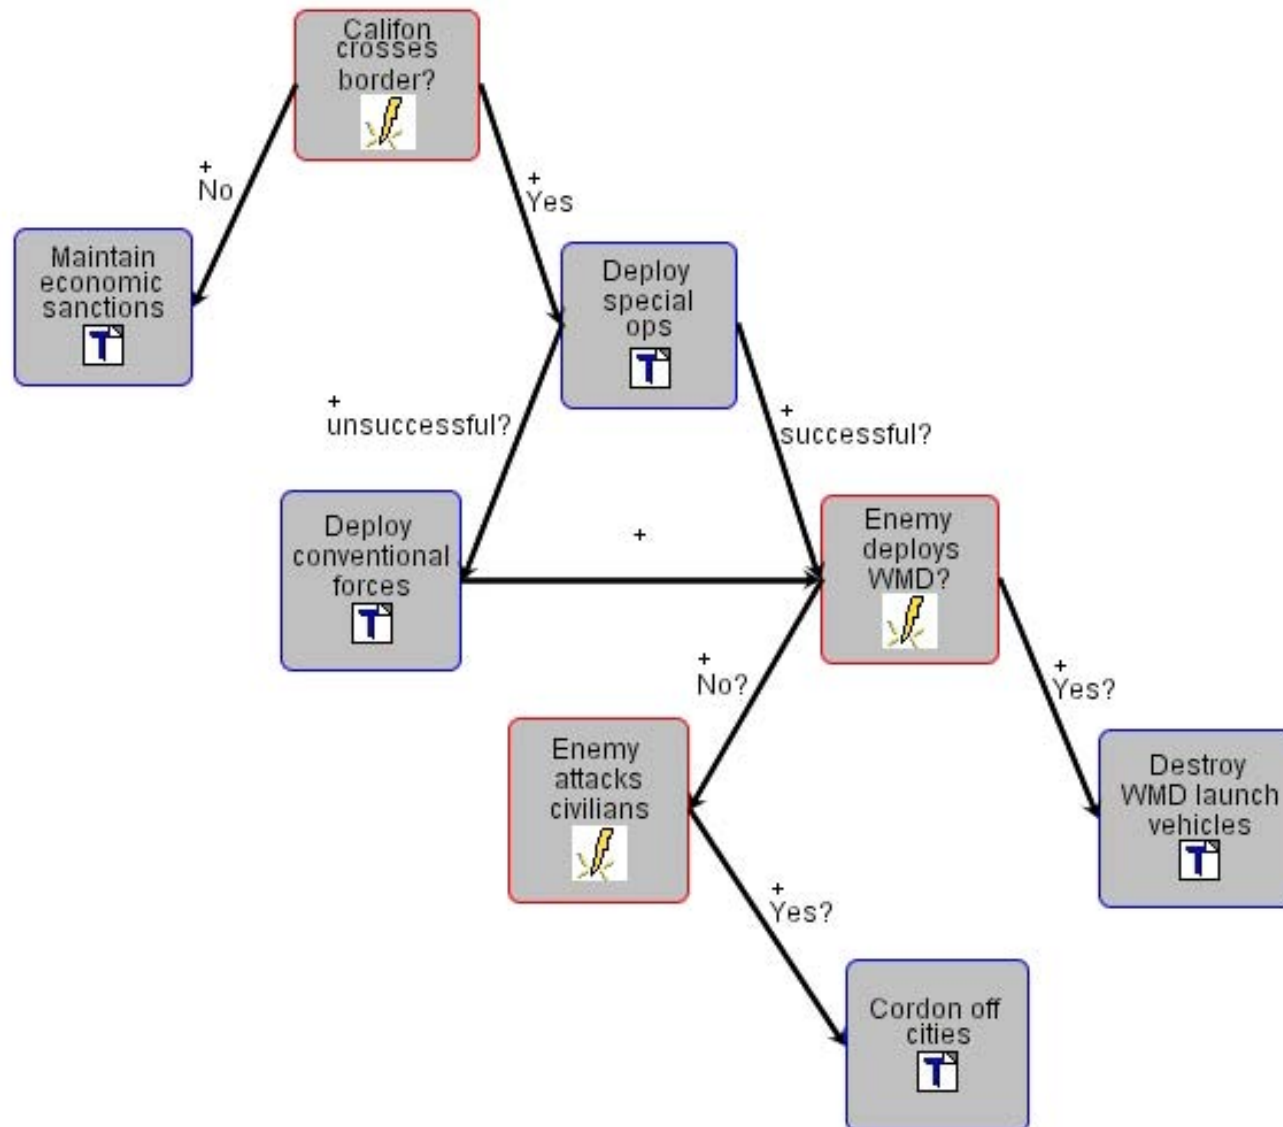 Califon
crosses
border?
+
No
+
Yes
Maintain
economic
sanctions
T
Deploy
special
ops
T
+
unsuccessful?
+
successful?
Deploy
conventional
forces
T
+
Enemy
deploys
WMD?
+
No?
+
Yes?
Enemy
attacks
civilians
Destroy
WMD launch
vehicles
T
+
Yes?
Cordon off
cities
T